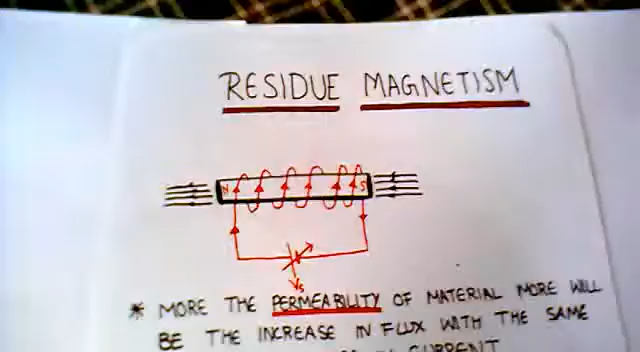 RESIDUE MAGNETISM
N S
Vs
* MORE THE PERMEABILITY OF MATERIAL MORE WILL
BE THE INCREASE IN FLUX WITH THE SAME
CURRENT